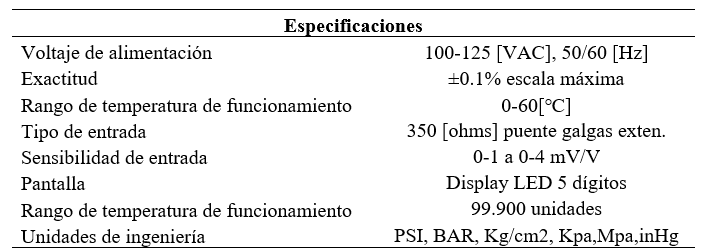 Especificaciones
Voltaje de alimentación 100-125 [VAC], 50/60 [Hz]
Exactitud ±0.1% escala máxima
Rango de temperatura de funcionamiento 0-60[°C]
Tipo de entrada 350 [ohms] puente galgas exten.
Sensibilidad de entrada 0-1 a 0-4 mV/V
Pantalla Display LED 5 dígitos
Rango de temperatura de funcionamiento 99.900 unidades
Unidades de ingeniería PSI, BAR, Kg/cm2, Kpa,Mpa,inHg